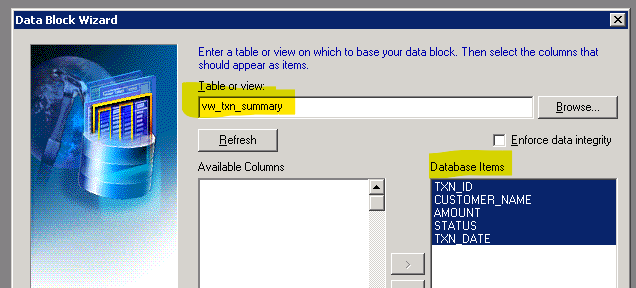 Data Block Wizard
Enter a table or view on which to base your data block. Then select the columns that
should appear as items.
Table or view:
vw_txn_summary
Browse...
Refresh
Enforce data integrity
Available Columns
Database Items
TXN_ID
CUSTOMER_NAME
AMOUNT
STATUS
TXN_DATE
>